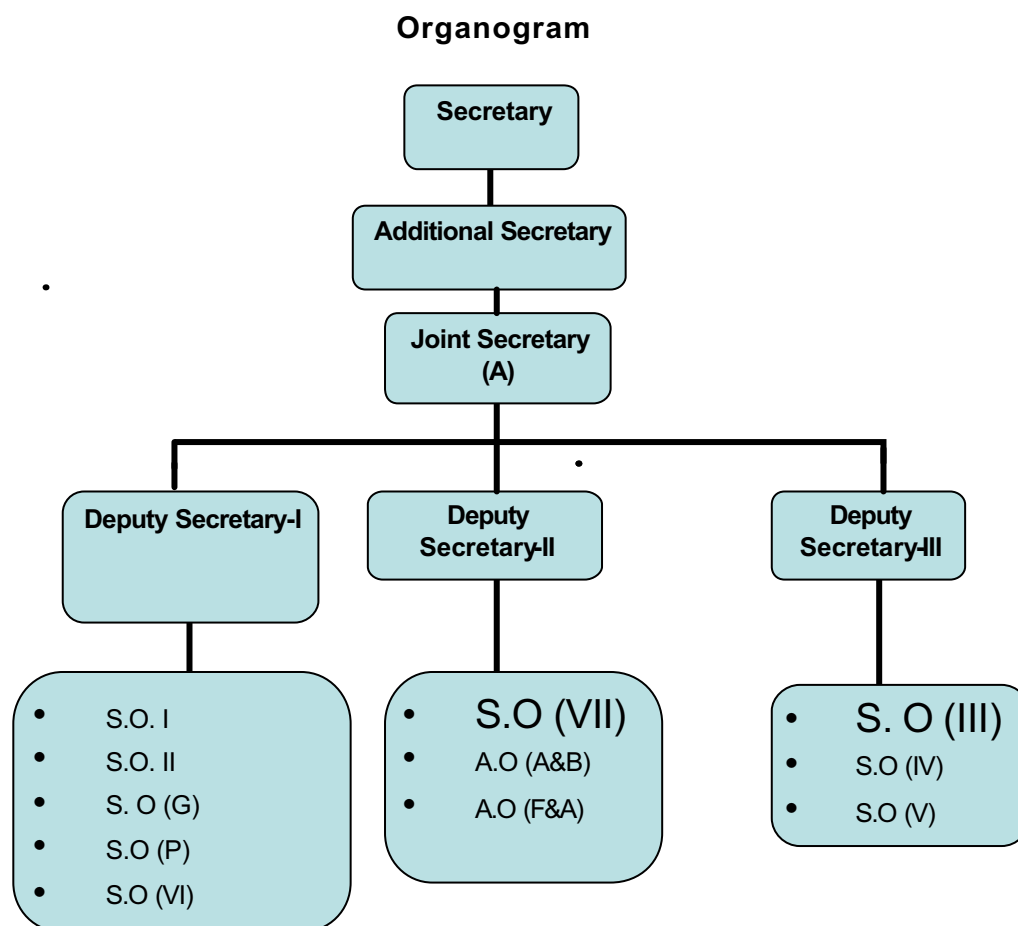 Organogram
Secretary
Additional Secretary
Joint Secretary
(A)
Deputy Secretary-I
Deputy
Secretary-II
Deputy
Secretary-III
• S.O. I
• S.O. II
• S. O (G)
• S.O (P)
• S.O (VI)
• S.O (VII)
• A.O (A&B)
• A.O (F&A)
• S. O (III)
• S.O (IV)
• S.O (V)